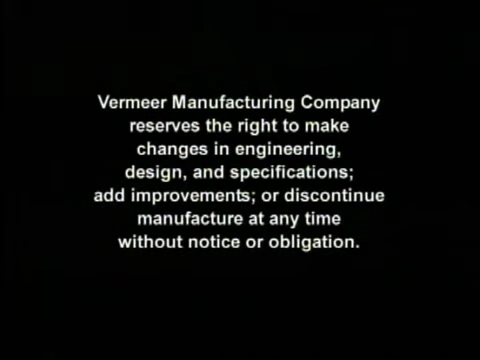 Vermeer Manufacturing Company
reserves the right to make
changes in engineering,
design, and specifications;
add improvements; or discontinue
manufacture at any time
without notice or obligation.